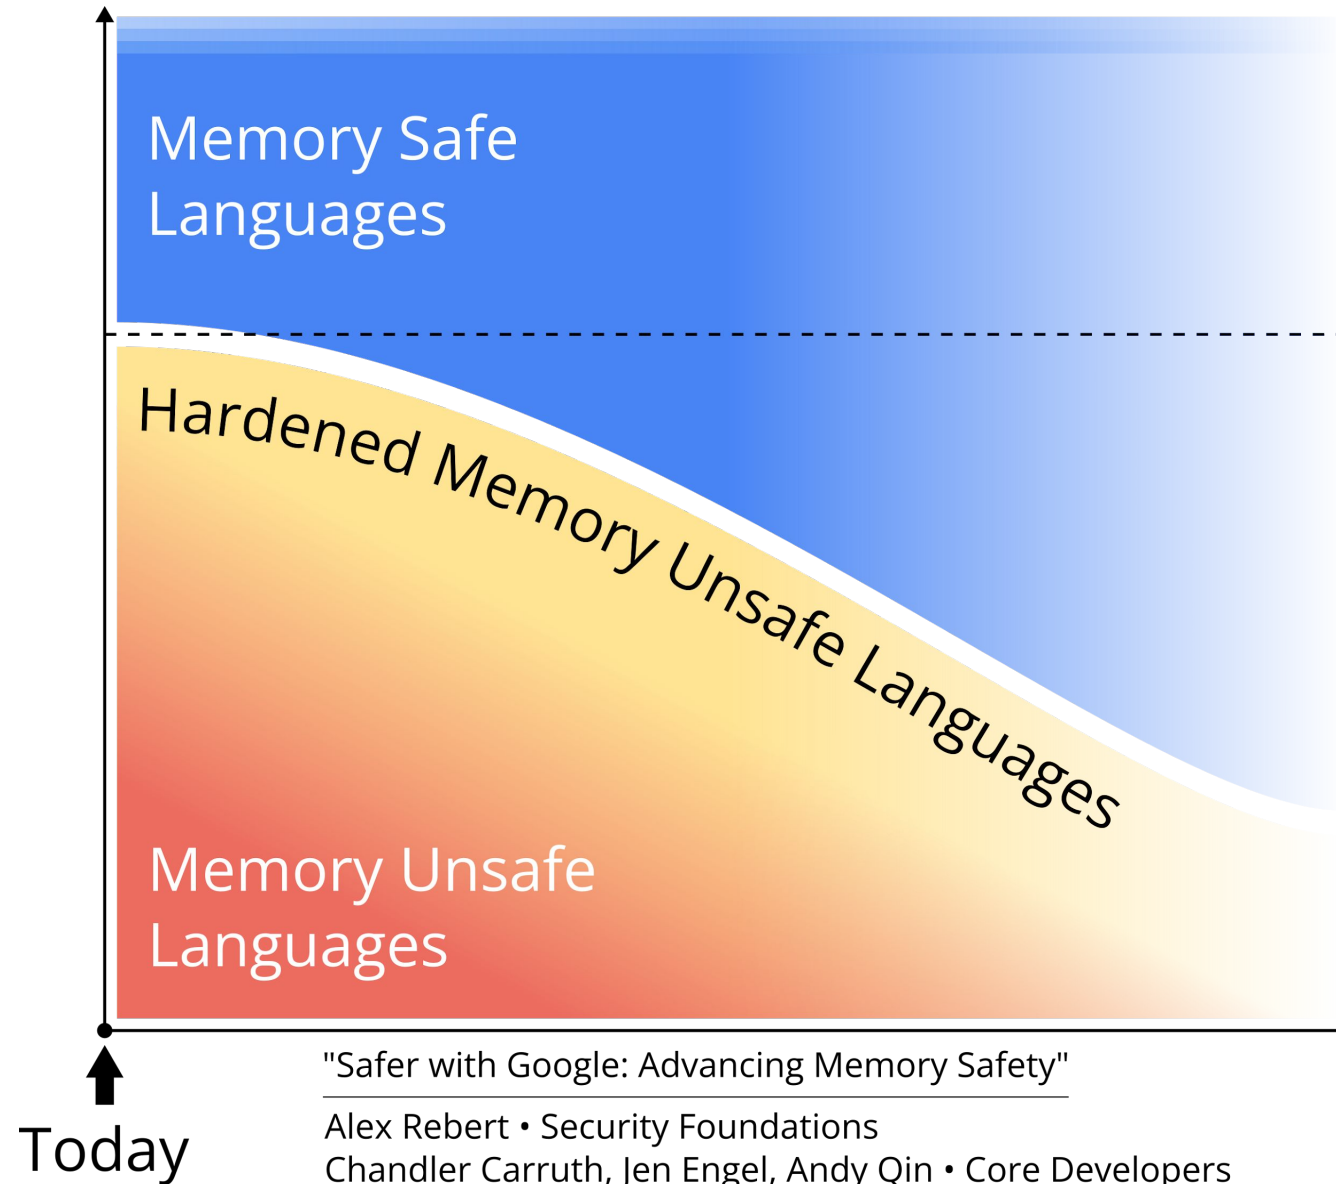 Memory Safe
Languages
Hardened Memory Unsafe Languages
Memory Unsafe
Languages
Today
"Safer with Google: Advancing Memory Safety"
Alex Rebert • Security Foundations
Chandler Carruth, Jen Engel, Andy Qin • Core Developers